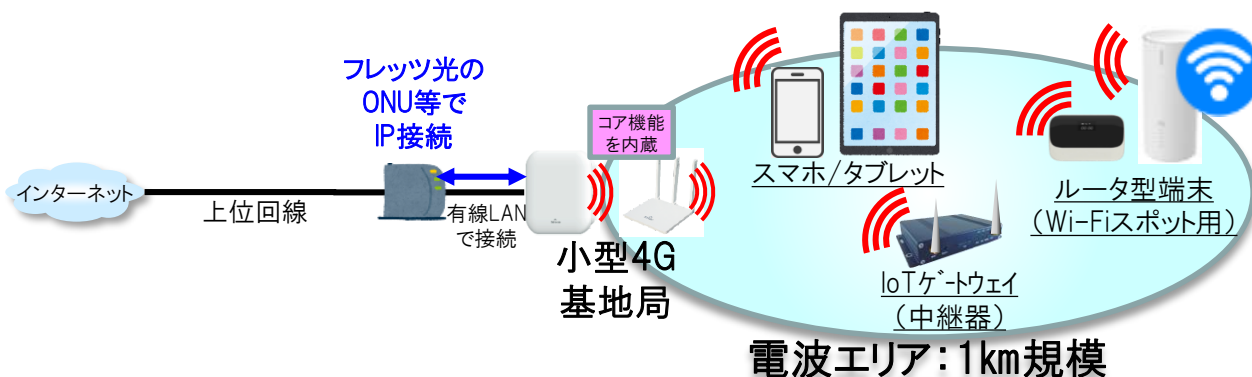 フレッツ光の
ONU等で
IP接続
コア機能
を内蔵
インターネット
上位回線
有線LAN
で接続
小型4G
基地局
スマホ/タブレット
ルータ型端末
（Wi-Fiスポット用）
IoTゲートウェイ
（中継器）
電波エリア：1km規模